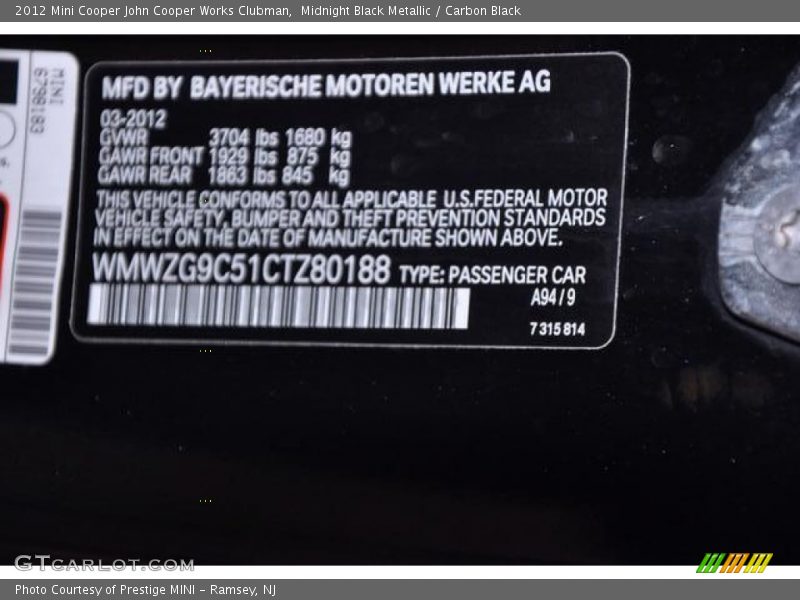 2012 Mini Cooper John Cooper Works Clubman,  Midnight Black Metallic / Carbon Black
MINI
6798183
MFD BY BAYERISCHE MOTOREN WERKE AG
03-2012
GVWR 3704 lbs 1680 kg
GAWR FRONT 1929 lbs 875 kg
GAWR REAR 1863 lbs 845 kg
THIS VEHICLE CONFORMS TO ALL APPLICABLE U.S.FEDERAL MOTOR
VEHICLE SAFETY, BUMPER AND THEFT PREVENTION STANDARDS
IN EFFECT ON THE DATE OF MANUFACTURE SHOWN ABOVE.
WMWZG9C51CTZ80188 TYPE: PASSENGER CAR
A94/9
7 315 814
GTcarlot.com
Photo Courtesy of Prestige MINI - Ramsey, NJ